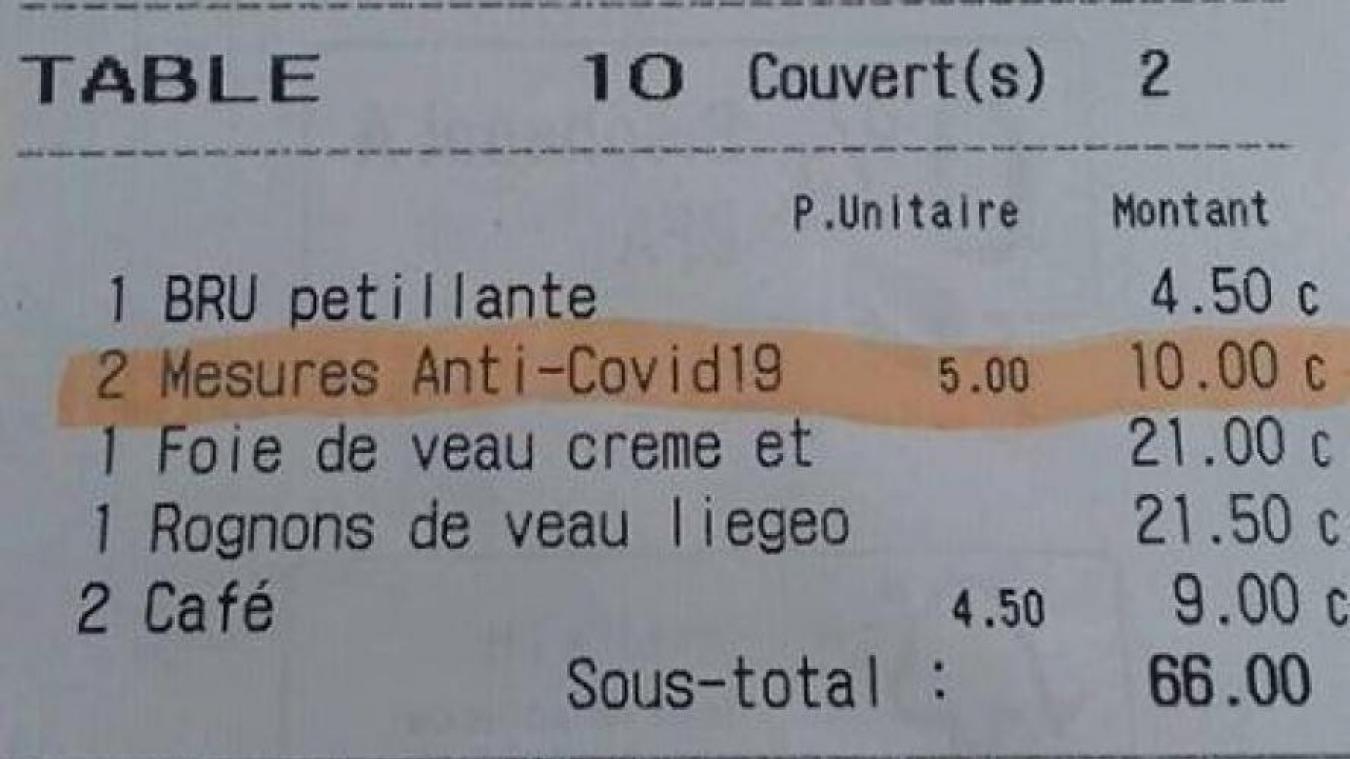 TABLE 10 Couvert(s) 2
P.Unitaire Montant
1 BRU petillante 4.50 c
2 Mesures Anti-Covid19 5.00 10.00 c
1 Foie de veau creme et 21.00 c
1 Rognons de veau liegeo 21.50 c
2 Café 4.50 9.00 c
Sous-total : 66.00